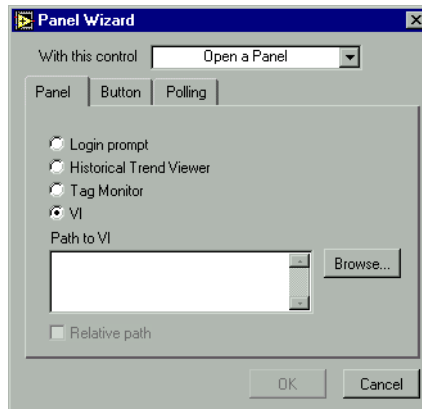 Panel Wizard
With this control Open a Panel
Panel Button Polling
Login prompt
Historical Trend Viewer
Tag Monitor
VI
Path to VI
Browse...
Relative path
OK Cancel